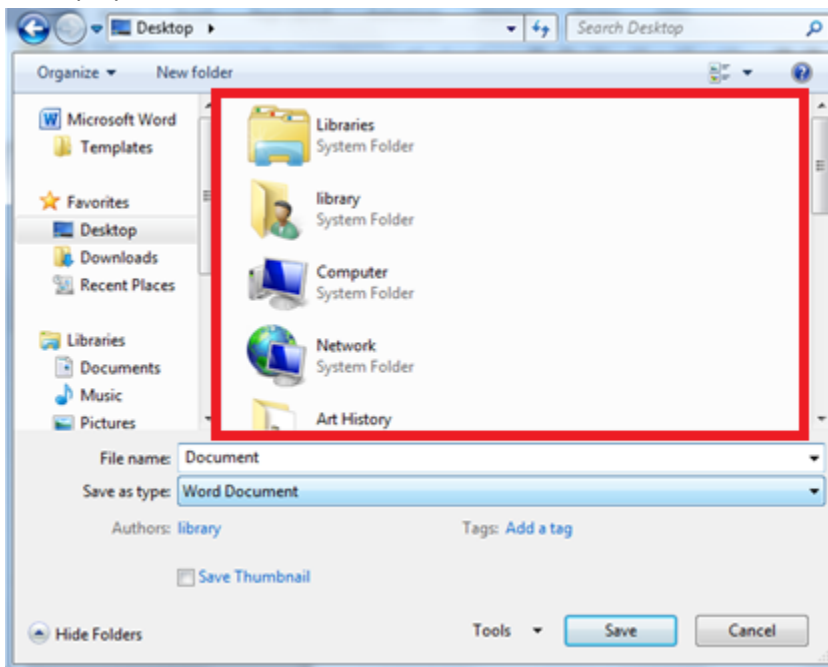 Desktop
Search Desktop
Organize
New folder
Microsoft Word
Templates
Favorites
Desktop
Downloads
Recent Places
Libraries
Documents
Music
Pictures
Libraries
System Folder
library
System Folder
Computer
System Folder
Network
System Folder
Art History
File name: Document
Save as type: Word Document
Authors: library Tags: Add a tag
Save Thumbnail
Hide Folders Tools Save Cancel